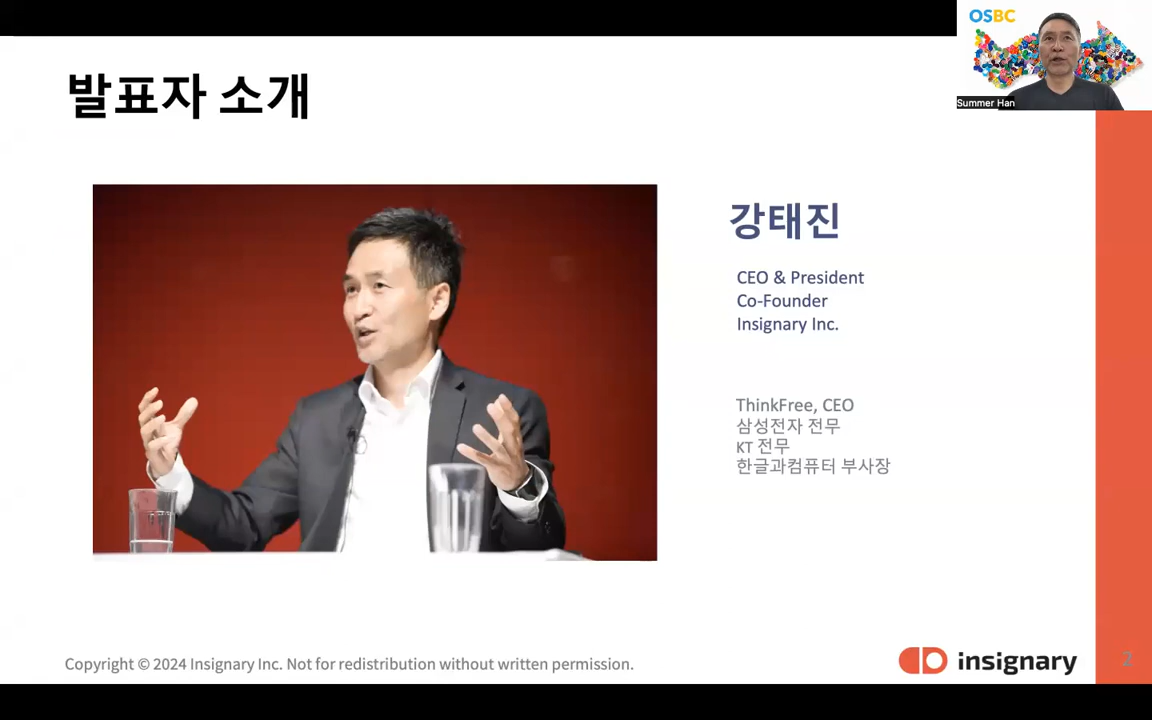 OSBC
Summer Han
발표자 소개
강태진
CEO & President
Co-Founder
Insignary Inc.
ThinkFree, CEO
삼성전자 전무
KT 전무
한글과컴퓨터 부사장
Copyright © 2024 Insignary Inc. Not for redistribution without written permission.
insignary
2